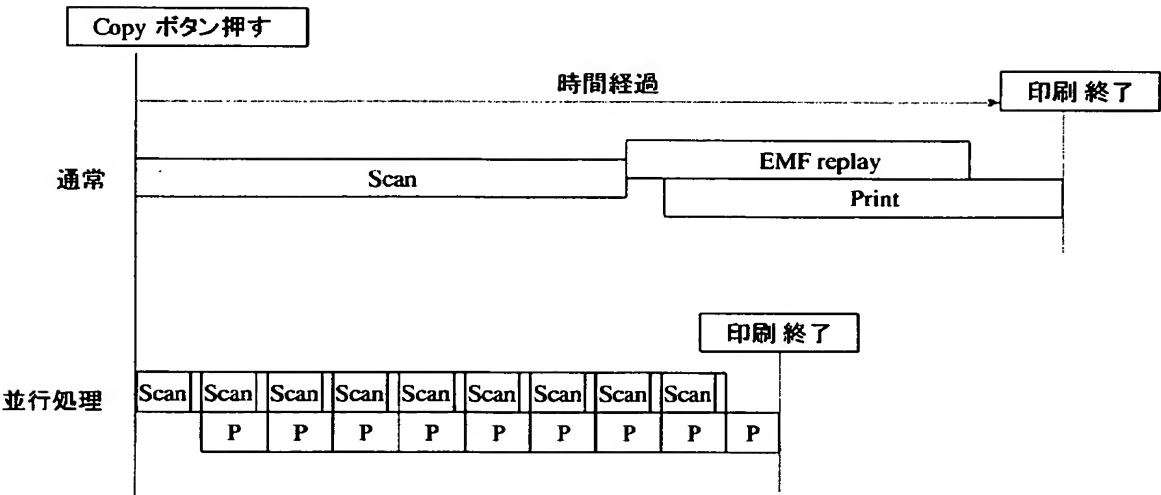 Copy ボタン押す
時間経過
印刷 終了
通常
Scan
EMF replay
Print
印刷 終了
並行処理
Scan Scan Scan Scan Scan Scan Scan Scan Scan
P P P P P P P P P